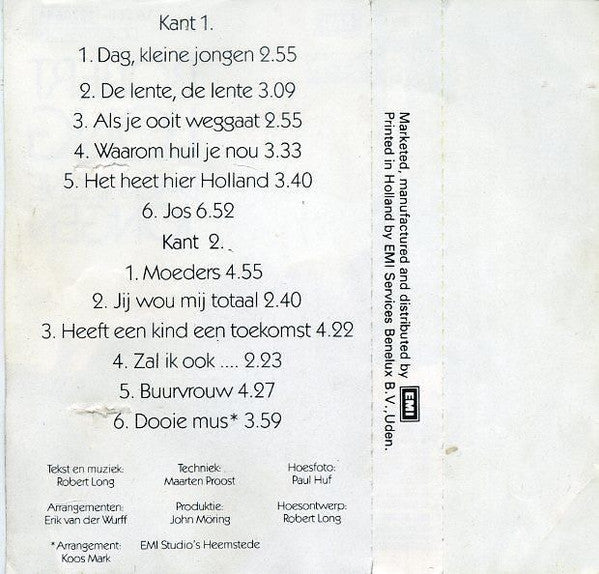 Kant 1.
1. Dag, kleine jongen 2.55
2. De lente, de lente 3.09
3. Als je ooit weggaat 2.55
4. Waarom huil je nou 3.33
5. Het heet hier Holland 3.40
6. Jos 6.52
Kant 2.
1. Moeders 4.55
2. Jij wou mij totaal 2.40
3. Heeft een kind een toekomst 4.22
4. Zal ik ook .... 2.23
5. Buurvrouw 4.27
6. Dooie mus* 3.59
Tekst en muziek:
Robert Long
Techniek:
Maarten Proost
Hoesfoto:
Paul Huf
Arrangementen:
Erik van der Wurff
Produktie:
John Möring
Hoesontwerp:
Robert Long
*Arrangement:
Koos Mark
EMI Studio's Heemstede
Marketed, manufactured and distributed by EMI
Printed in Holland by EMI Services Benelux B.V., Uden.